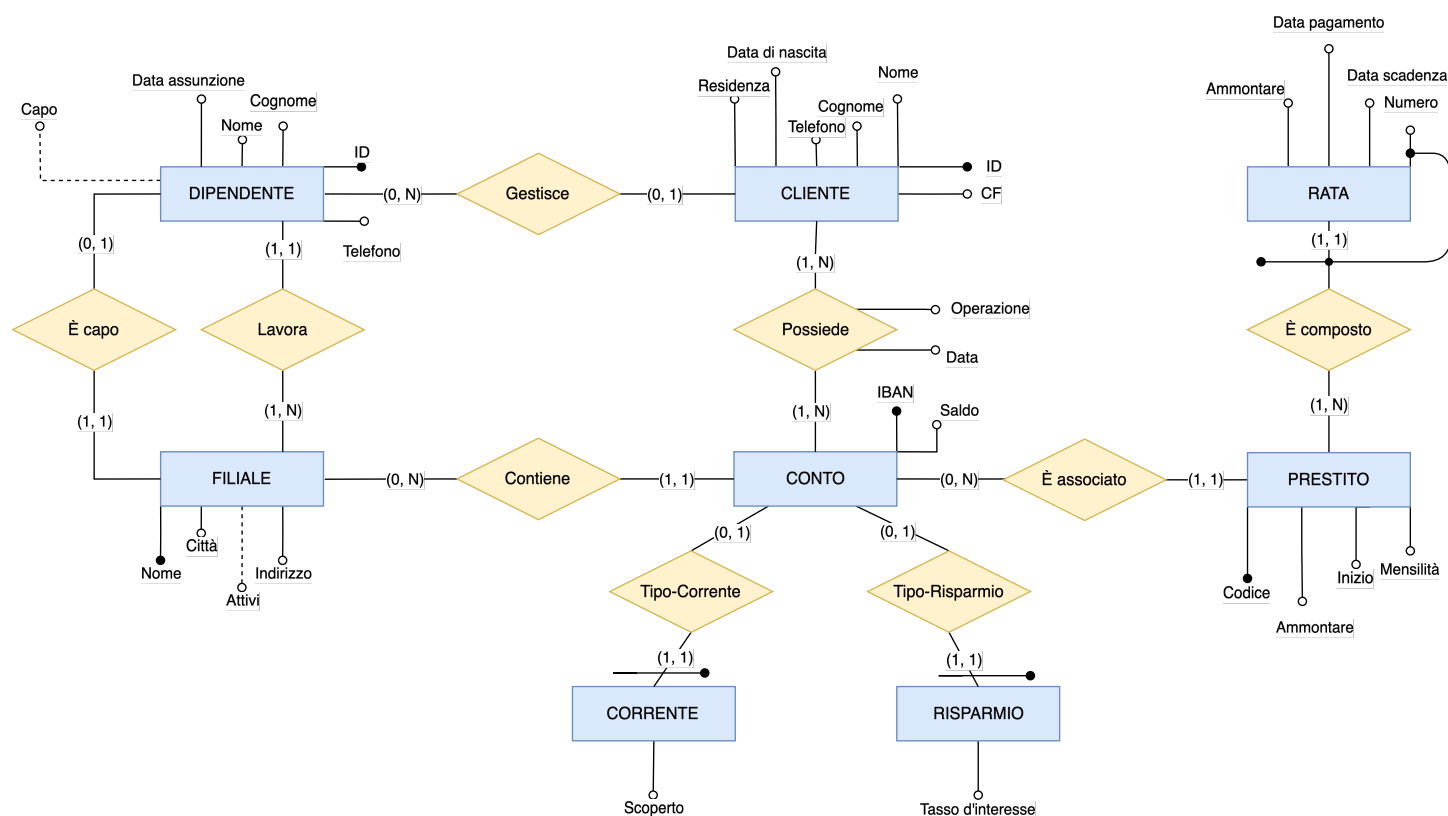 Data pagamento
Data di nascita
Data assunzione
Nome
Data scadenza
Residenza
Ammontare
Capo
Cognome
Cognome
Numero
Nome
Telefono
ID
ID
DIPENDENTE
(0, N)
Gestisce
(0, 1)
CLIENTE
CF
RATA
(0, 1)
(1, 1)
Telefono
(1, N)
(1, 1)
È capo
Lavora
Possiede
Operazione
Data
È composto
(1, 1)
(1, N)
(1, N)
IBAN
Saldo
(1, N)
FILIALE
(0, N)
Contiene
(1, 1)
CONTO
(0, N)
È associato
(1, 1)
PRESTITO
Città
Nome
Attivi
Indirizzo
(0, 1)
(0, 1)
Inizio
Mensilità
Codice
Ammontare
Tipo-Corrente
Tipo-Risparmio
(1, 1)
(1, 1)
CORRENTE
RISPARMIO
Scoperto
Tasso d'interesse